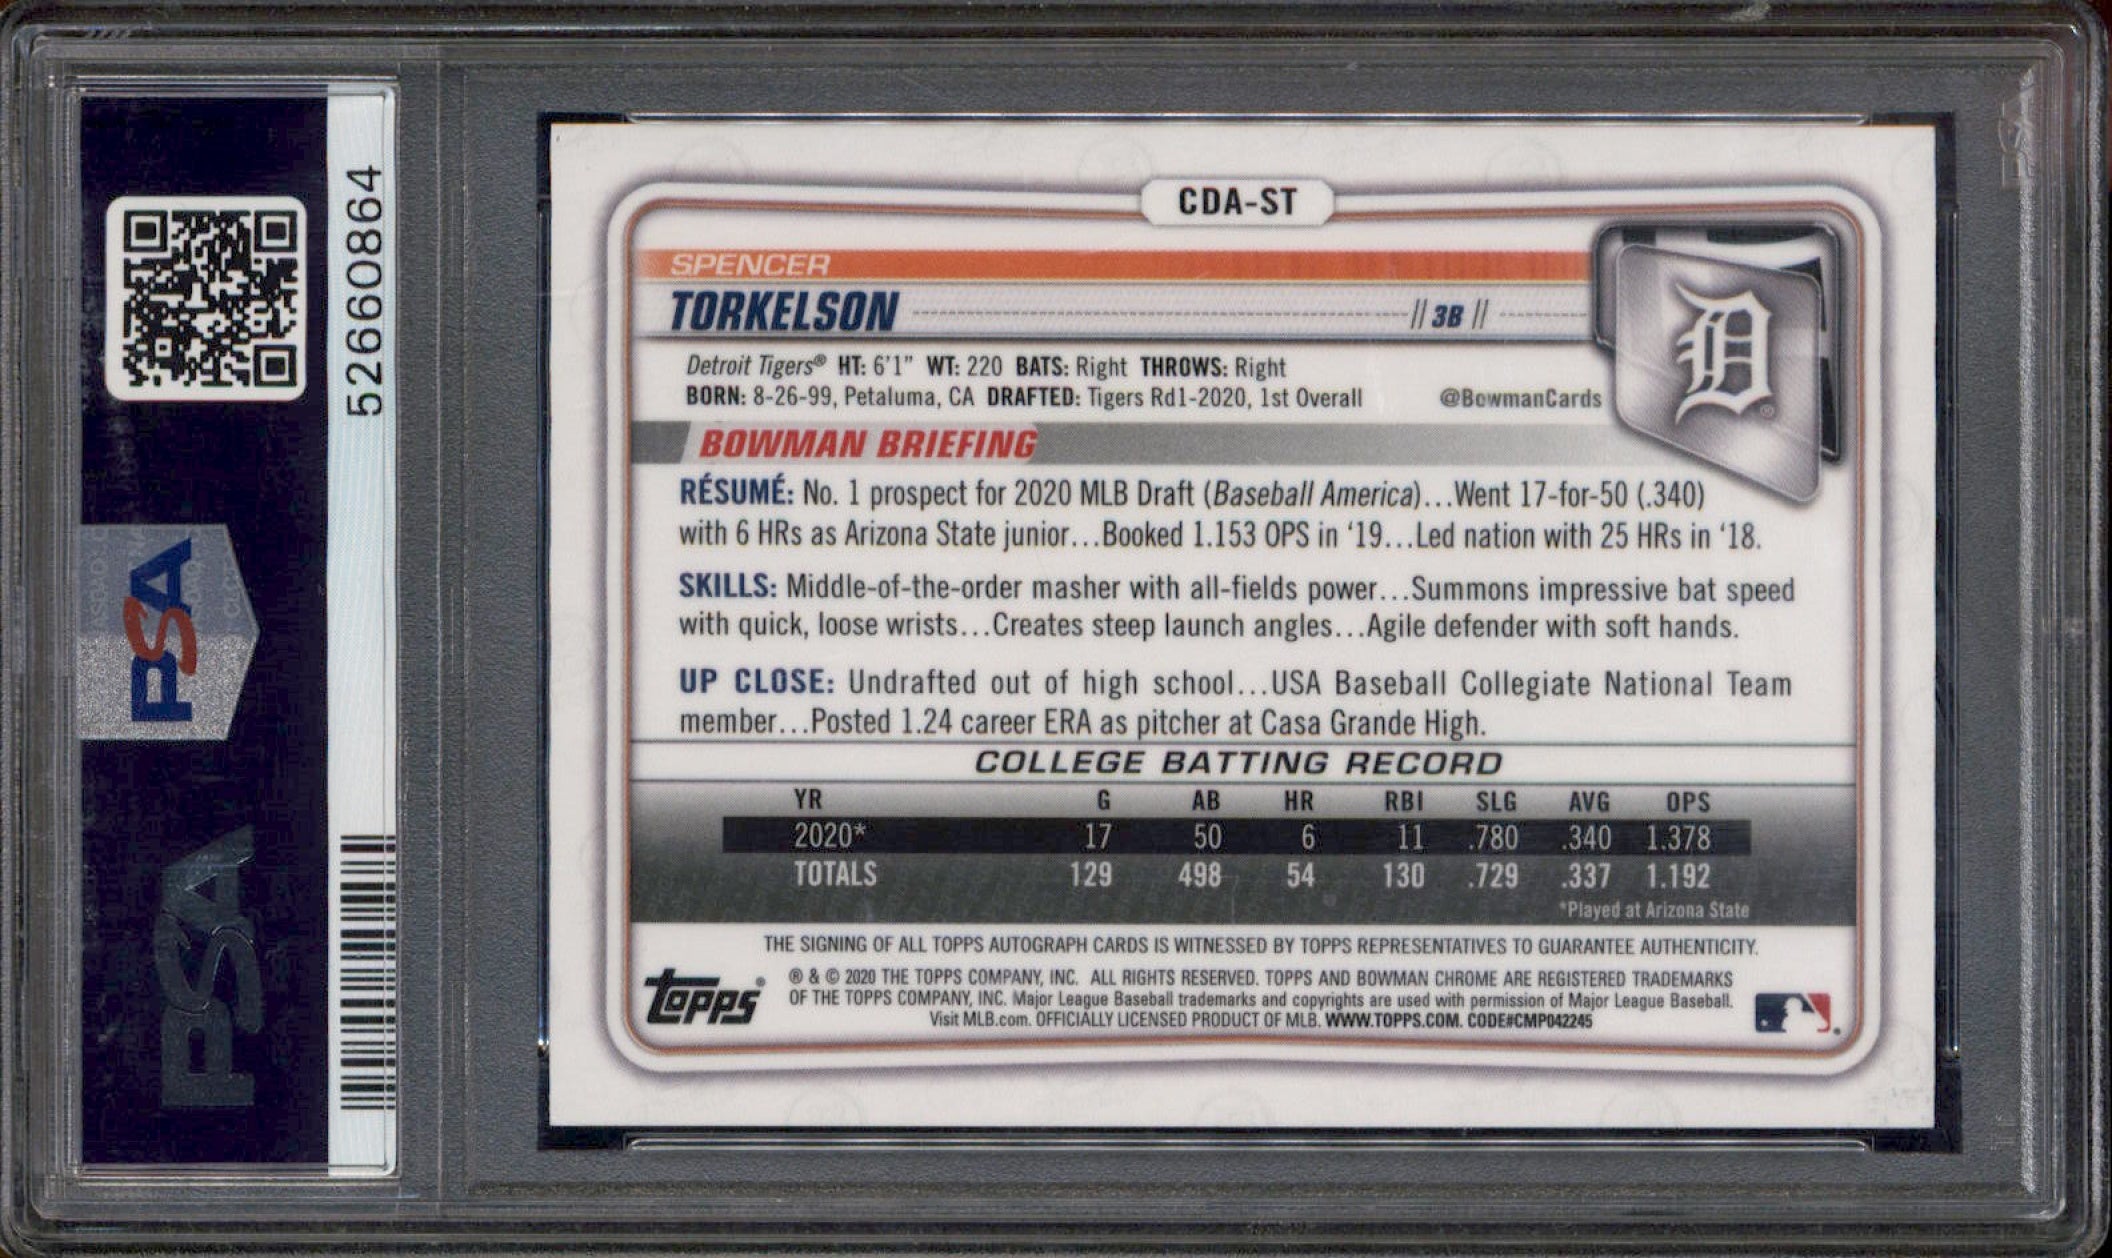 52660864
PSA
PSA
CDA-ST
SPENCER
TORKELSON // 3B //
Detroit Tigers® HT: 6'1" WT: 220 BATS: Right THROWS: Right
BORN: 8-26-99, Petaluma, CA DRAFTED: Tigers Rd1-2020, 1st Overall @BowmanCards
D®
BOWMAN BRIEFING
RÉSUMÉ: No. 1 prospect for 2020 MLB Draft (Baseball America)...Went 17-for-50 (.340)
with 6 HRs as Arizona State junior...Booked 1.153 OPS in '19...Led nation with 25 HRs in '18.
SKILLS: Middle-of-the-order masher with all-fields power...Summons impressive bat speed
with quick, loose wrists...Creates steep launch angles...Agile defender with soft hands.
UP CLOSE: Undrafted out of high school...USA Baseball Collegiate National Team
member...Posted 1.24 career ERA as pitcher at Casa Grande High.
COLLEGE BATTING RECORD
YR G AB HR RBI SLG AVG OPS
2020* 17 50 6 11 .780 .340 1.378
TOTALS 129 498 54 130 .729 .337 1.192
*Played at Arizona State
THE SIGNING OF ALL TOPPS AUTOGRAPH CARDS IS WITNESSED BY TOPPS REPRESENTATIVES TO GUARANTEE AUTHENTICITY.
topps®
® & © 2020 THE TOPPS COMPANY, INC. ALL RIGHTS RESERVED. TOPPS AND BOWMAN CHROME ARE REGISTERED TRADEMARKS
OF THE TOPPS COMPANY, INC. Major League Baseball trademarks and copyrights are used with permission of Major League Baseball.
Visit MLB.com. OFFICIALLY LICENSED PRODUCT OF MLB. WWW.TOPPS.COM. CODE#CMP042245